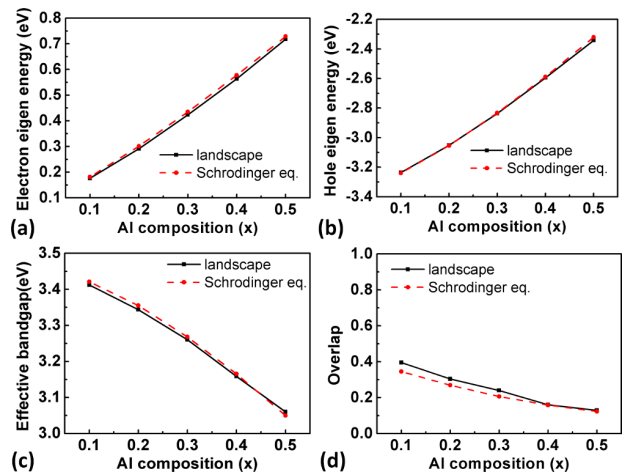 Electron eigen energy (eV)
0.8
0.7
0.6
0.5
0.4
0.3
0.2
0.1
landscape
Schrodinger eq.
0.1 0.2 0.3 0.4 0.5
Al composition (x)
(a)
Hole eigen energy (eV)
-2.2
-2.4
-2.6
-2.8
-3.0
-3.2
-3.4
landscape
Schrodinger eq.
0.1 0.2 0.3 0.4 0.5
Al composition (x)
(b)
Effective bandgap(eV)
3.5
3.4
3.3
3.2
3.1
3.0
landscape
Schrodinger eq.
0.1 0.2 0.3 0.4 0.5
Al composition (x)
(c)
Overlap
1.0
0.8
0.6
0.4
0.2
0.0
landscape
Schrodinger eq.
0.1 0.2 0.3 0.4 0.5
Al composition (x)
(d)